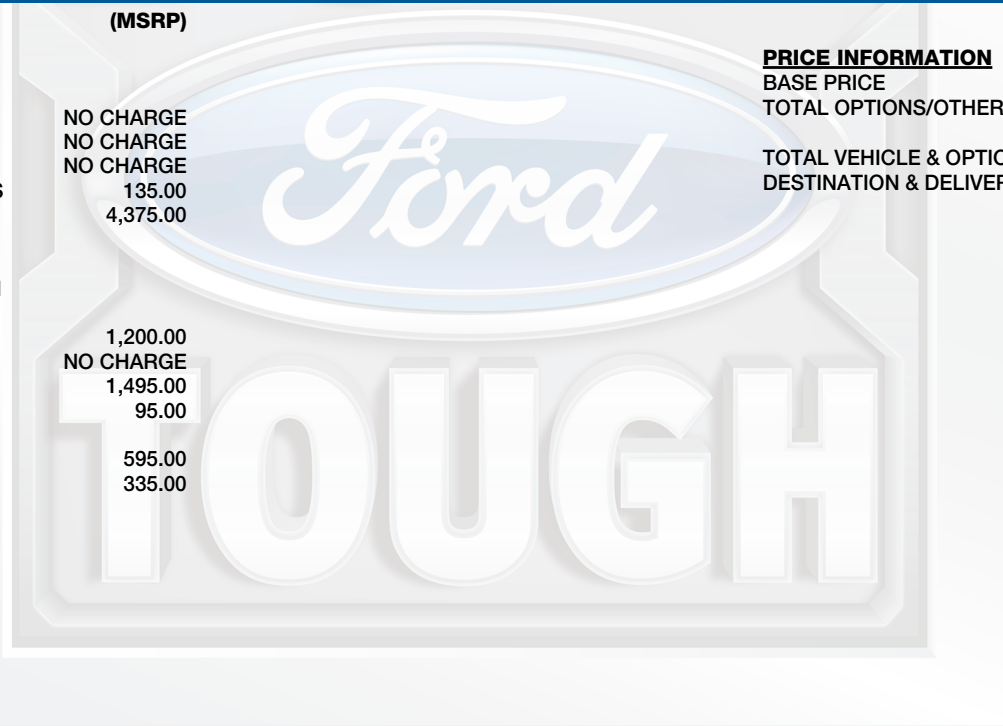 (MSRP)
NO CHARGE
NO CHARGE
NO CHARGE
S 135.00
4,375.00
1,200.00
NO CHARGE
1,495.00
95.00
595.00
335.00
PRICE INFORMATION
BASE PRICE
TOTAL OPTIONS/OTHER
TOTAL VEHICLE & OPTIO
DESTINATION & DELIVER
Ford
TOUGH